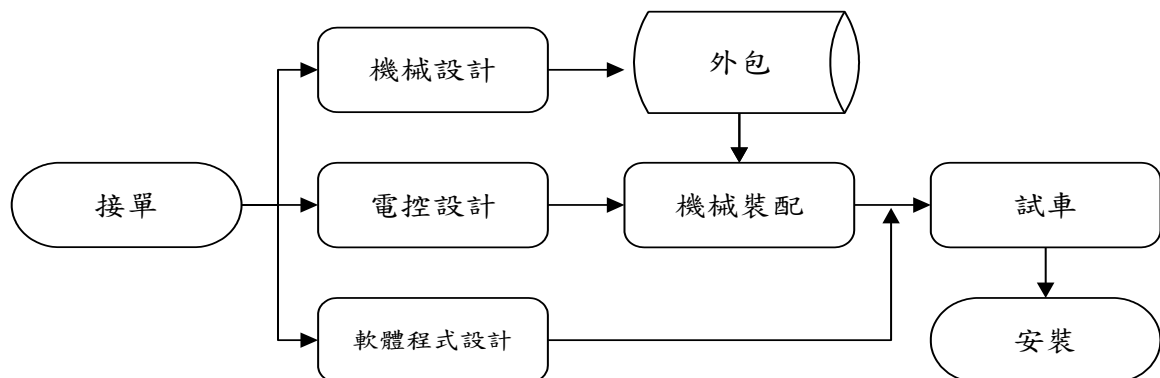 機械設計
外包
接單
電控設計
機械裝配
試車
軟體程式設計
安裝